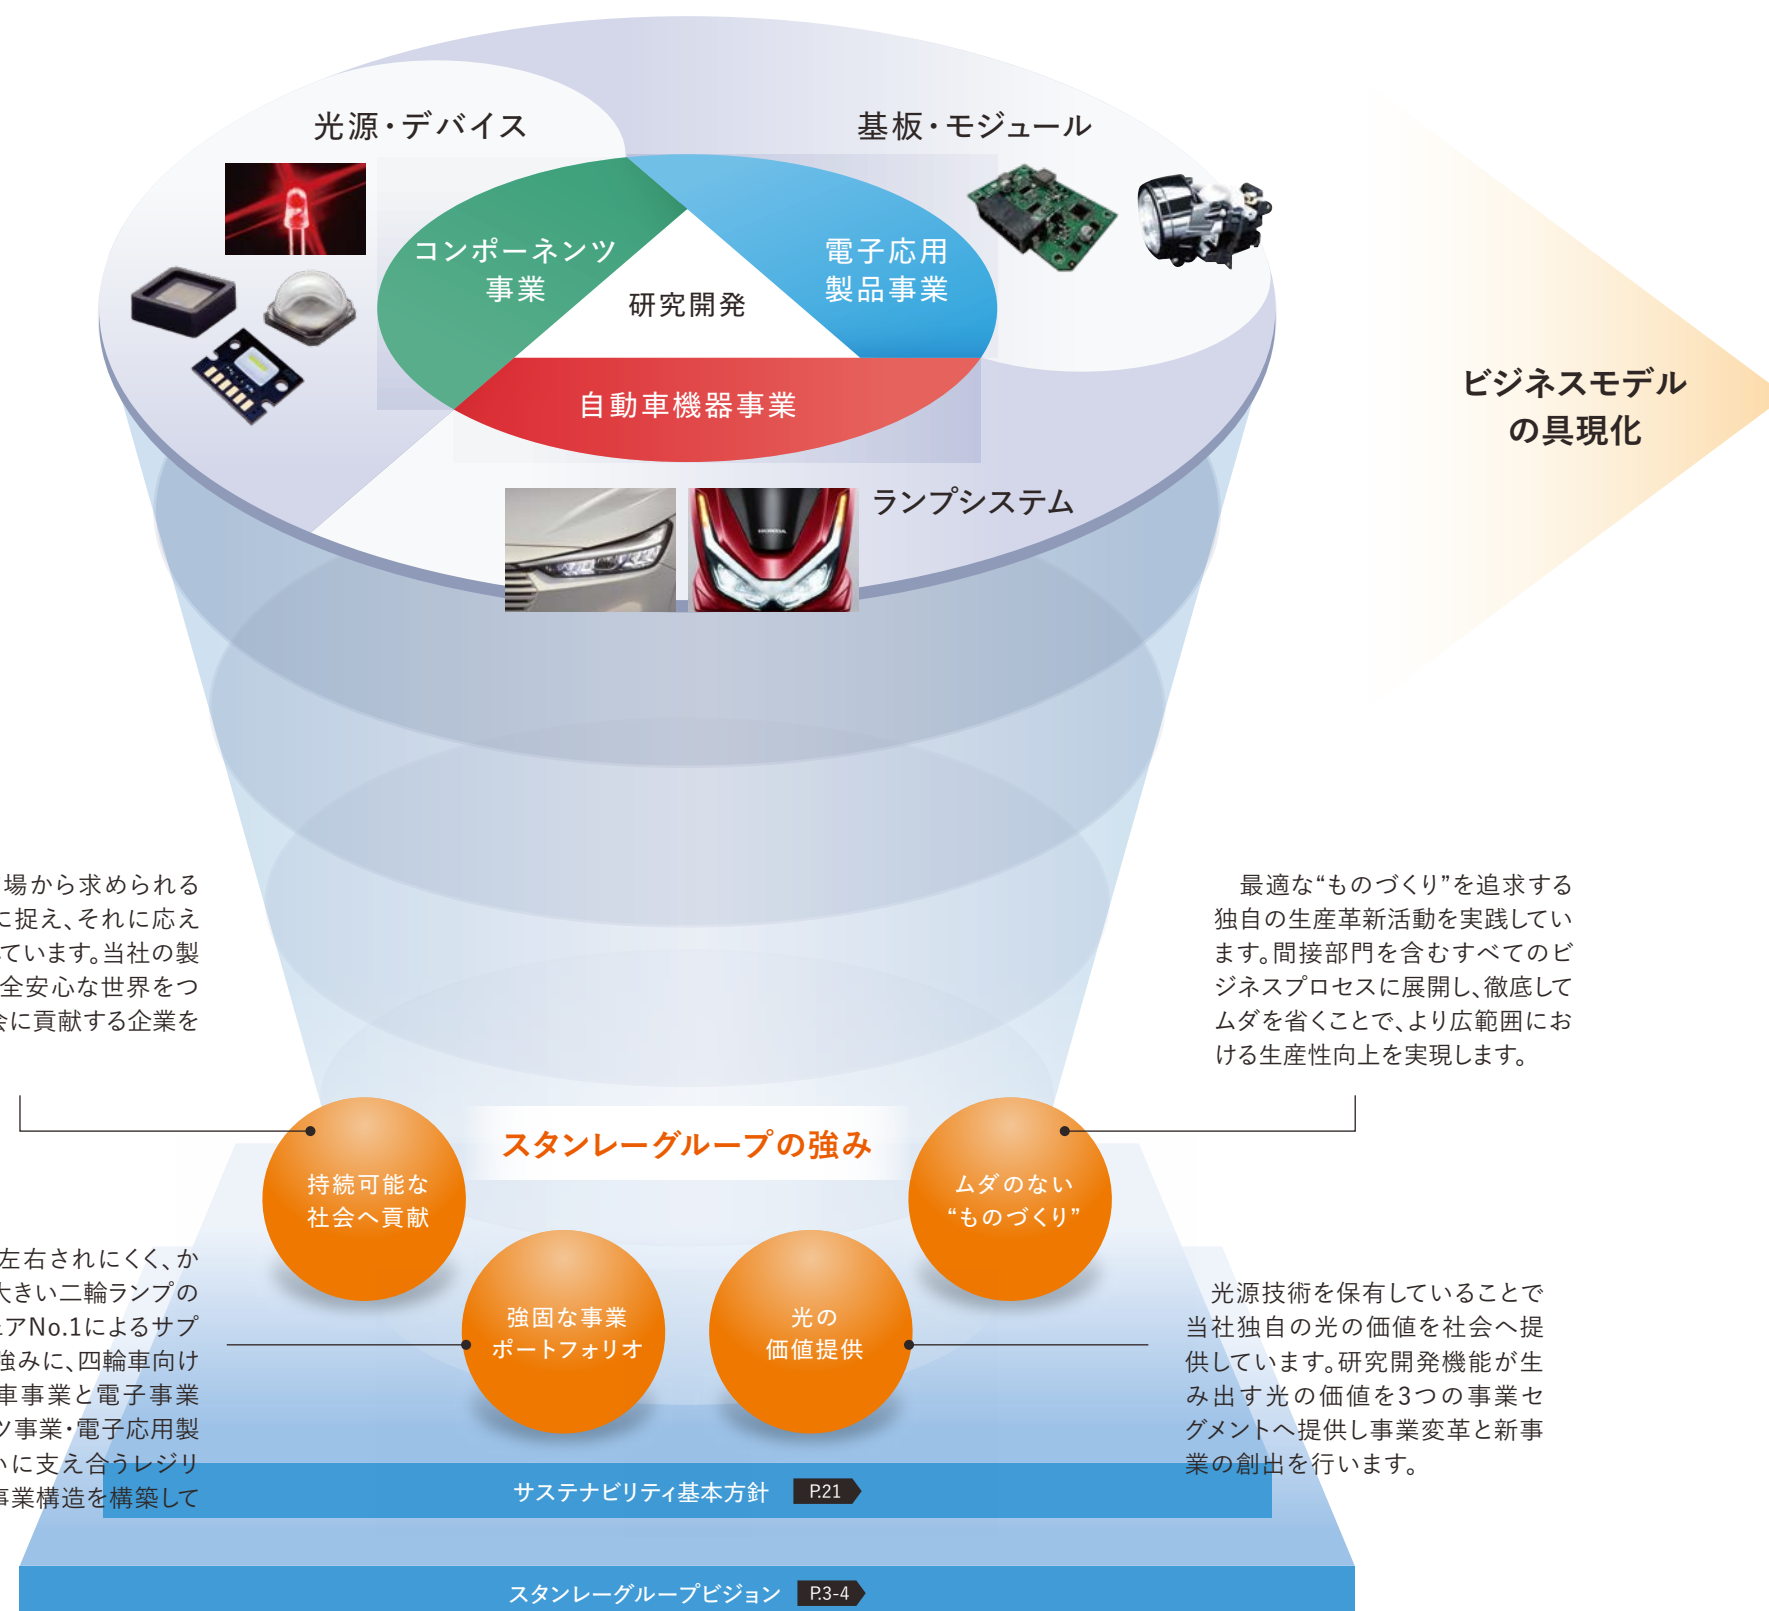 光源・デバイス
基板・モジュール
コンポーネンツ
事業
電子応用
製品事業
研究開発
自動車機器事業
ランプシステム
HONDA
ビジネスモデル
の具現化
場から求められる
に捉え、それに応え
ています。当社の製
全安心な世界をつ
会に貢献する企業を
最適な“ものづくり”を追求する
独自の生産革新活動を実践してい
ます。間接部門を含むすべてのビ
ジネスプロセスに展開し、徹底して
ムダを省くことで、より広範囲にお
ける生産性向上を実現します。
スタンレーグループの強み
持続可能な
社会へ貢献
ムダのない
“ものづくり”
強固な事業
ポートフォリオ
光の
価値提供
左右されにくく、か
大きい二輪ランプの
ェアNo.1によるサプ
強みに、四輪車向け
車事業と電子事業
ツ事業・電子応用製
いに支え合うレジリ
事業構造を構築して
光源技術を保有していることで
当社独自の光の価値を社会へ提
供しています。研究開発機能が生
み出す光の価値を3つの事業セ
グメントへ提供し事業変革と新事
業の創出を行います。
サステナビリティ基本方針 P.21
スタンレーグループビジョン P.3-4